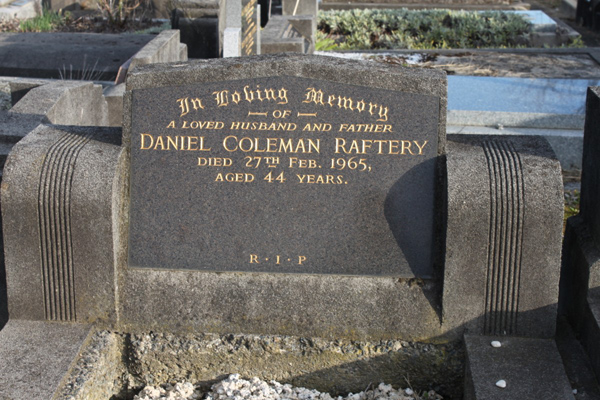 In Loving Memory
— OF —
A LOVED HUSBAND AND FATHER
DANIEL COLEMAN RAFTERY
DIED 27TH FEB. 1965,
AGED 44 YEARS.
R · I · P